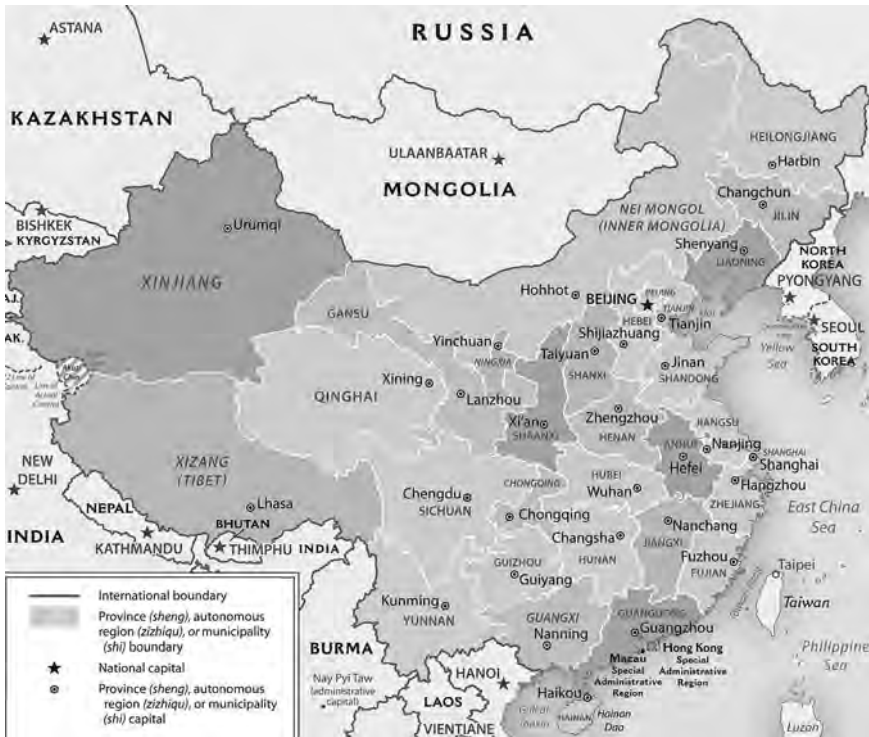 ASTANA
RUSSIA
KAZAKHSTAN
HEILONGJIANG
ULAANBAATAR
Harbin
MONGOLIA
Changchun
BISHKEK
KYRGYZSTAN
JILIN
Urumqi
NEI MONGOL
(INNER MONGOLIA)
Shenyang
LIAONING
NORTH
KOREA
PYONGYANG
XINJIANG
Hohhot
BEIJING
BEIJING
TIANJIN
Tianjin
HEBEI
SEOUL
SOUTH
KOREA
GANSU
Shijiazhuang
Yellow
Sea
Yinchuan
Taiyuan
NINGXIA
Jinan
SHANXI
SHANDONG
Xining
QINGHAI
Lanzhou
Zhengzhou
JIANGSU
Xi'an
SHAANXI
HENAN
ANHUI
Nanjing
SHANGHAI
Shanghai
Hefei
XIZANG
(TIBET)
NEW
DELHI
HUBEI
Wuhan
Hangzhou
CHONGQING
Chengdu
SICHUAN
ZHEJIANG
East China
Sea
NEPAL
Lhasa
Chongqing
BHUTAN
Nanchang
INDIA
Changsha
JIANGXI
KATHMANDU
THIMPHU
INDIA
HUNAN
Fuzhou
FUJIAN
GUIZHOU
Guiyang
Taipei
Kunming
YUNNAN
GUANGXI
GUANGDONG
Taiwan
Guangzhou
Nanning
BURMA
Macau
Special
Administrative
Region
Hong Kong
Special
Administrative
Region
Philippine
Sea
HANOI
Nay Pyi Taw
(administrative
capital)
Haikou
LAOS
HAINAN
Hainan
Dao
VIENTIANE
Luzon
International boundary
Province (sheng), autonomous
region (zizhiqu), or municipality
(shi) boundary
National capital
Province (sheng), autonomous
region (zizhiqu), or municipality
(shi) capital